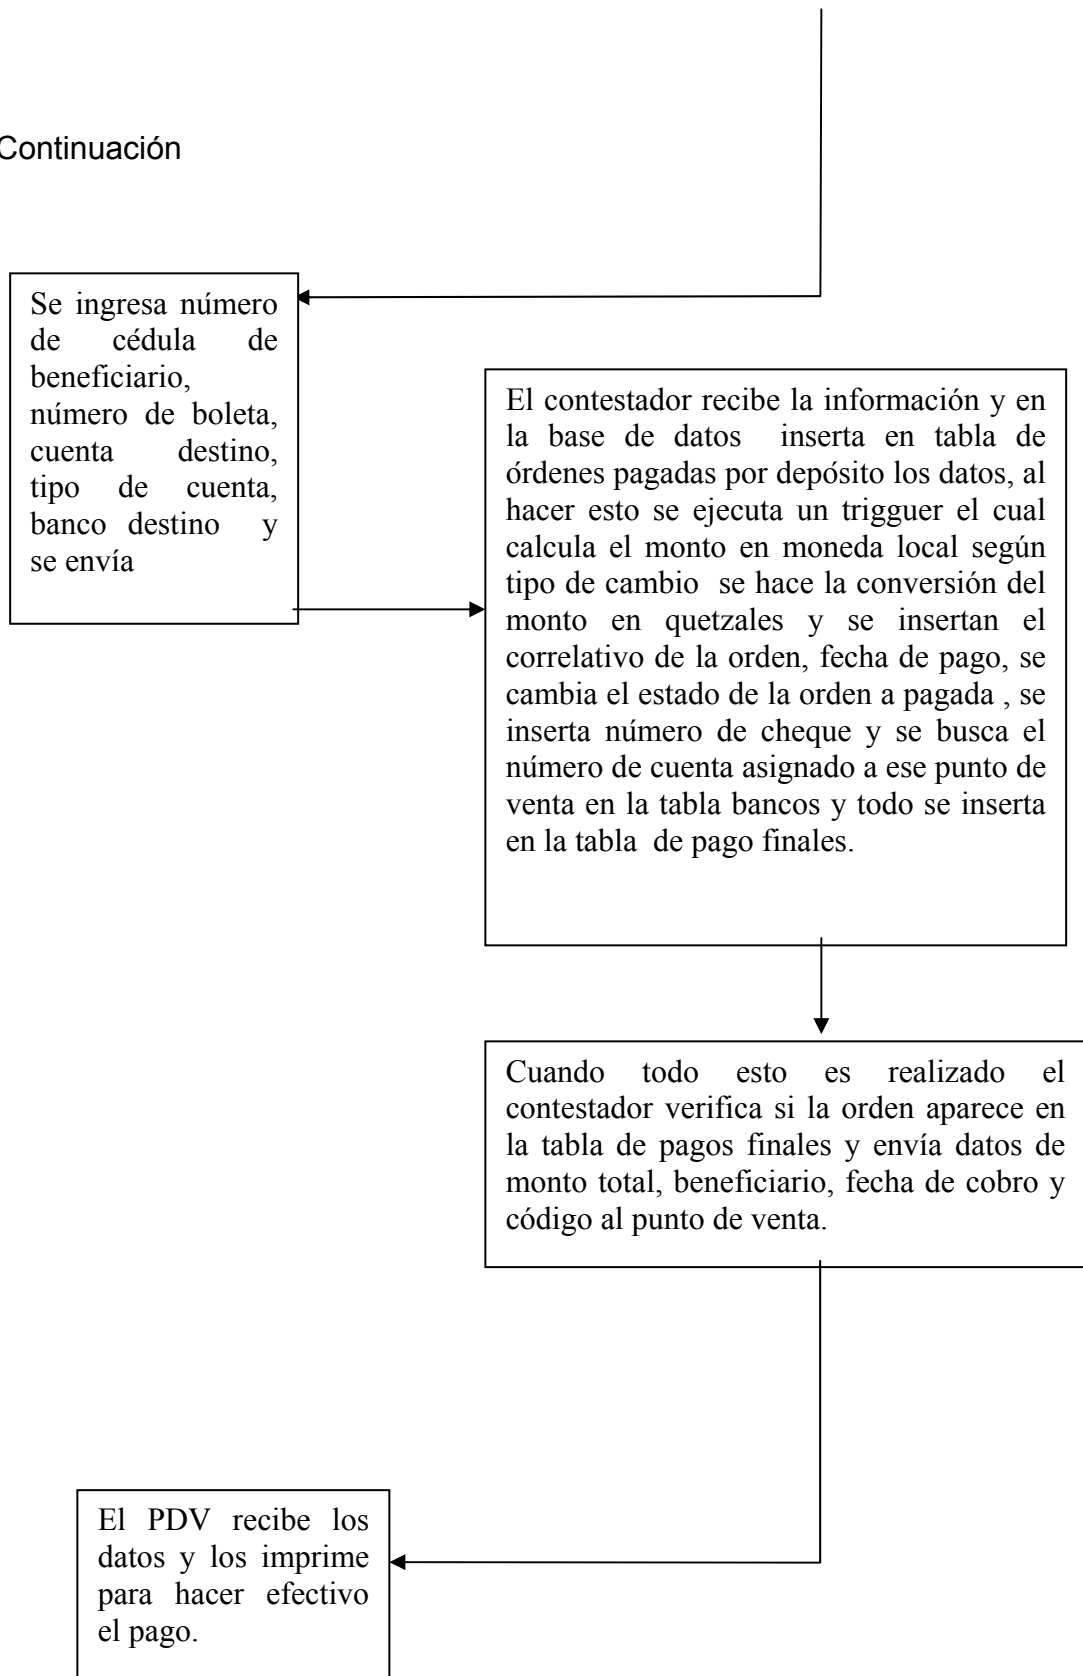 Continuación
Se ingresa número
de cédula de
beneficiario,
número de boleta,
cuenta destino,
tipo de cuenta,
banco destino y
se envía
El contestador recibe la información y en
la base de datos inserta en tabla de
órdenes pagadas por depósito los datos, al
hacer esto se ejecuta un trigguer el cual
calcula el monto en moneda local según
tipo de cambio se hace la conversión del
monto en quetzales y se insertan el
correlativo de la orden, fecha de pago, se
cambia el estado de la orden a pagada , se
inserta número de cheque y se busca el
número de cuenta asignado a ese punto de
venta en la tabla bancos y todo se inserta
en la tabla de pago finales.
Cuando todo esto es realizado el
contestador verifica si la orden aparece en
la tabla de pagos finales y envía datos de
monto total, beneficiario, fecha de cobro y
código al punto de venta.
El PDV recibe los
datos y los imprime
para hacer efectivo
el pago.